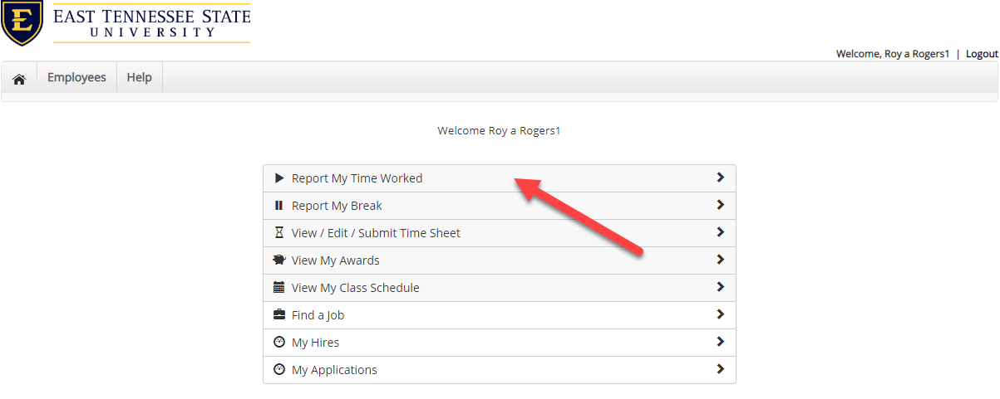 EAST TENNESSEE STATE
UNIVERSITY
Welcome, Roy a Rogers1 | Logout
Employees Help
Welcome Roy a Rogers1
Report My Time Worked
Report My Break
View / Edit / Submit Time Sheet
View My Awards
View My Class Schedule
Find a Job
My Hires
My Applications